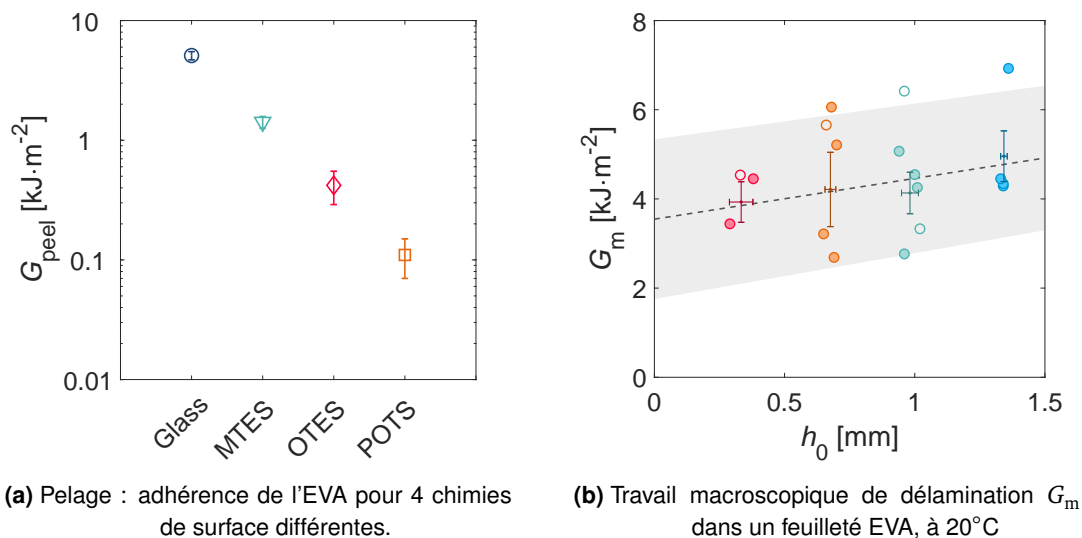 10
1
0.1
0.01
G_peel [kJ·m⁻²]
Glass
MTES
OTES
POTS
8
6
4
2
0
G_m [kJ·m⁻²]
0 0.5 1 1.5
h_0 [mm]
(a) Pelage : adhérence de l'EVA pour 4 chimies
de surface différentes.
(b) Travail macroscopique de délamination G_m
dans un feuilleté EVA, à 20°C